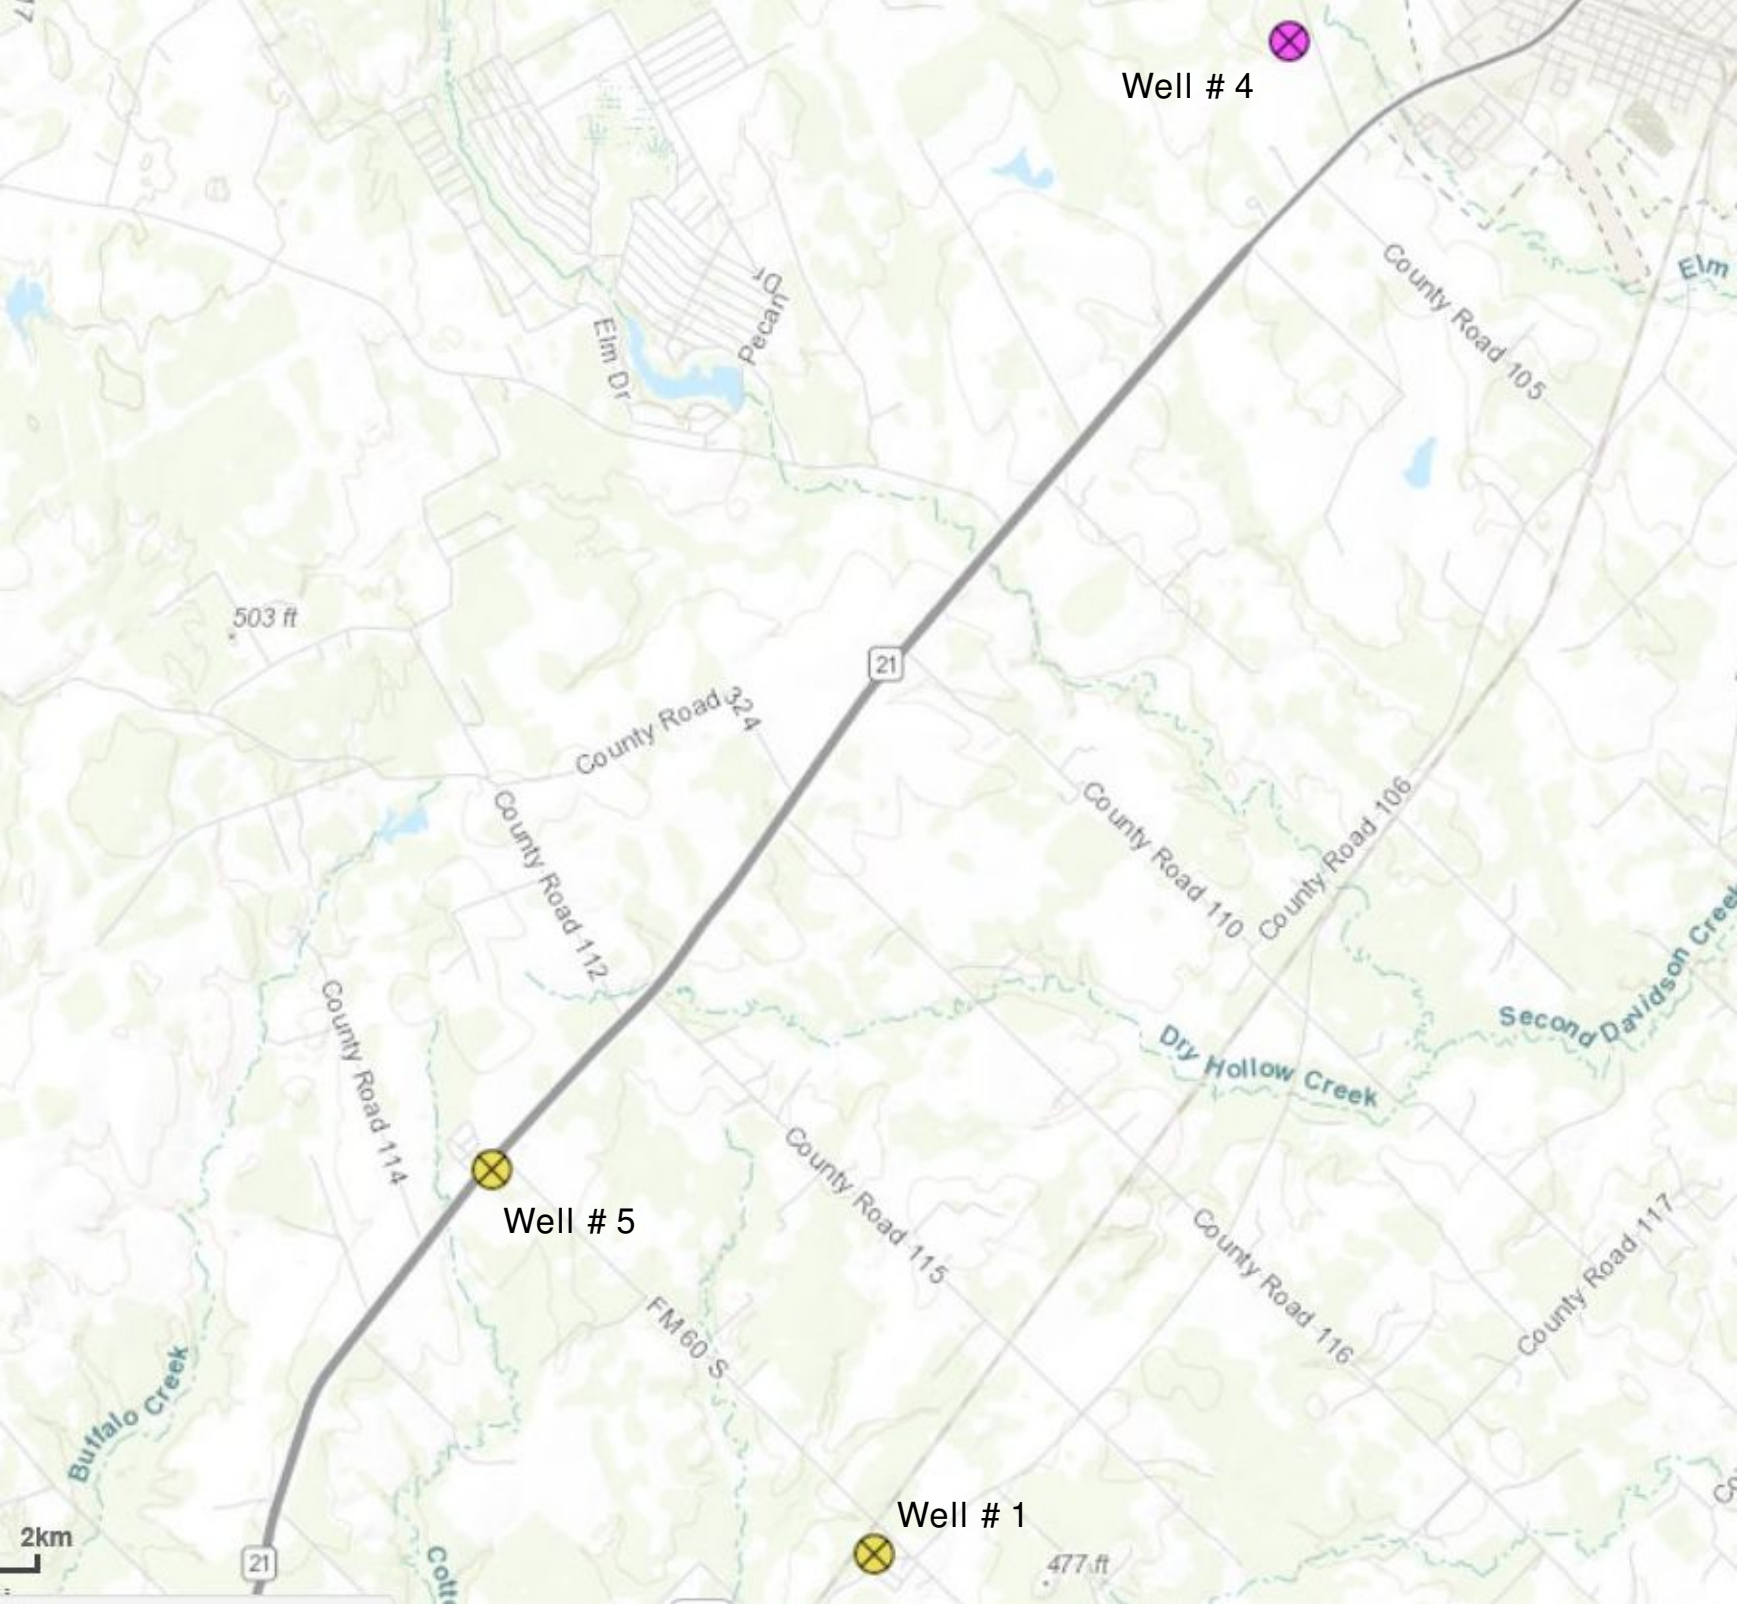 Well # 4
Elm
County Road 105
Pecan Dr
Elm Dr
503 ft
21
County Road 324
County Road 106
County Road 110
County Road 112
Second Davidson Creek
County Road 114
Dry Hollow Creek
County Road 115
Well # 5
County Road 116
County Road 117
FM 60 S
Buffalo Creek
Well # 1
2km
21
477 ft